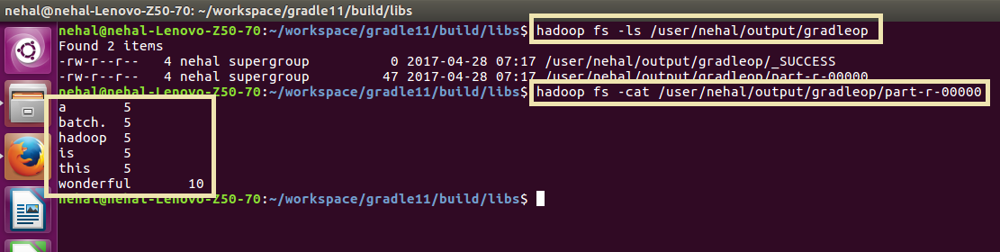 nehal@nehal-Lenovo-Z50-70: ~/workspace/gradle11/build/libs
nehal@nehal-Lenovo-Z50-70:~/workspace/gradle11/build/libs$ hadoop fs -ls /user/nehal/output/gradleop
Found 2 items
-rw-r--r--   4 nehal supergroup          0 2017-04-28 07:17 /user/nehal/output/gradleop/_SUCCESS
-rw-r--r--   4 nehal supergroup         47 2017-04-28 07:17 /user/nehal/output/gradleop/part-r-00000
nehal@nehal-Lenovo-Z50-70:~/workspace/gradle11/build/libs$ hadoop fs -cat /user/nehal/output/gradleop/part-r-00000
a       5
batch.  5
hadoop  5
is      5
this    5
wonderful       10
nehal@nehal-Lenovo-Z50-70:~/workspace/gradle11/build/libs$